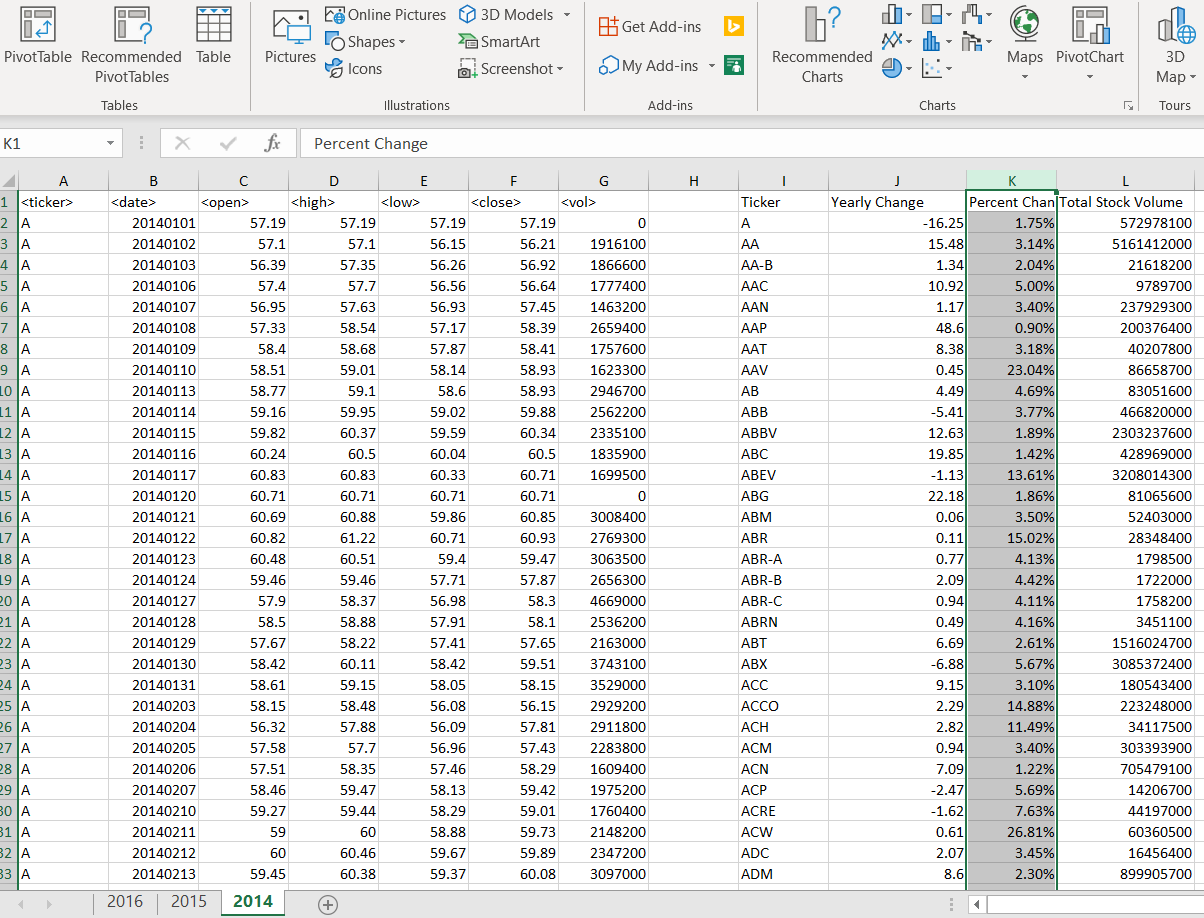 PivotTable Recommended PivotTables Table Pictures Online Pictures Shapes Icons 3D Models SmartArt Screenshot Get Add-ins My Add-ins Recommended Charts Maps PivotChart 3D Map
Tables Illustrations Add-ins Charts Tours
K1 fx Percent Change
A B C D E F G H I J K L
1 <ticker> <date> <open> <high> <low> <close> <vol> Ticker Yearly Change Percent Chan Total Stock Volume
2 A 20140101 57.19 57.19 57.19 57.19 0 A -16.25 1.75% 572978100
3 A 20140102 57.1 57.1 56.15 56.21 1916100 AA 15.48 3.14% 5161412000
4 A 20140103 56.39 57.35 56.26 56.92 1866600 AA-B 1.34 2.04% 21618200
5 A 20140106 57.4 57.7 56.56 56.64 1777400 AAC 10.92 5.00% 9789700
6 A 20140107 56.95 57.63 56.93 57.45 1463200 AAN 1.17 3.40% 237929300
7 A 20140108 57.33 58.54 57.17 58.39 2659400 AAP 48.6 0.90% 200376400
8 A 20140109 58.4 58.68 57.87 58.41 1757600 AAT 8.38 3.18% 40207800
9 A 20140110 58.51 59.01 58.14 58.93 1623300 AAV 0.45 23.04% 86658700
10 A 20140113 58.77 59.1 58.6 58.93 2946700 AB 4.49 4.69% 83051600
11 A 20140114 59.16 59.95 59.02 59.88 2562200 ABB -5.41 3.77% 466820000
12 A 20140115 59.82 60.37 59.59 60.34 2335100 ABBV 12.63 1.89% 2303237600
13 A 20140116 60.24 60.5 60.04 60.5 1835900 ABC 19.85 1.42% 428969000
14 A 20140117 60.83 60.83 60.33 60.71 1699500 ABEV -1.13 13.61% 3208014300
15 A 20140120 60.71 60.71 60.71 60.71 0 ABG 22.18 1.86% 81065600
16 A 20140121 60.69 60.88 59.86 60.85 3008400 ABM 0.06 3.50% 52403000
17 A 20140122 60.82 61.22 60.71 60.93 2769300 ABR 0.11 15.02% 28348400
18 A 20140123 60.48 60.51 59.4 59.47 3063500 ABR-A 0.77 4.13% 1798500
19 A 20140124 59.46 59.46 57.71 57.87 2656300 ABR-B 2.09 4.42% 1722000
20 A 20140127 57.9 58.37 56.98 58.3 4669000 ABR-C 0.94 4.11% 1758200
21 A 20140128 58.5 58.88 57.91 58.1 2536200 ABRN 0.49 4.16% 3451100
22 A 20140129 57.67 58.22 57.41 57.65 2163000 ABT 6.69 2.61% 1516024700
23 A 20140130 58.42 60.11 58.42 59.51 3743100 ABX -6.88 5.67% 3085372400
24 A 20140131 58.61 59.15 58.05 58.15 3529000 ACC 9.15 3.10% 180543400
25 A 20140203 58.15 58.48 56.08 56.15 2929200 ACCO 2.29 14.88% 223248000
26 A 20140204 56.32 57.88 56.09 57.81 2911800 ACH 2.82 11.49% 34117500
27 A 20140205 57.58 57.7 56.96 57.43 2283800 ACM 0.94 3.40% 303393900
28 A 20140206 57.51 58.35 57.46 58.29 1609400 ACN 7.09 1.22% 705479100
29 A 20140207 58.46 59.47 58.13 59.42 1975200 ACP -2.47 5.69% 14206700
30 A 20140210 59.27 59.44 58.29 59.01 1760400 ACRE -1.62 7.63% 44197000
31 A 20140211 59 60 58.88 59.73 2148200 ACW 0.61 26.81% 60360500
32 A 20140212 60 60.46 59.67 59.89 2347200 ADC 2.07 3.45% 16456400
33 A 20140213 59.45 60.38 59.37 60.08 3097000 ADM 8.6 2.30% 899905700
2016 2015 2014